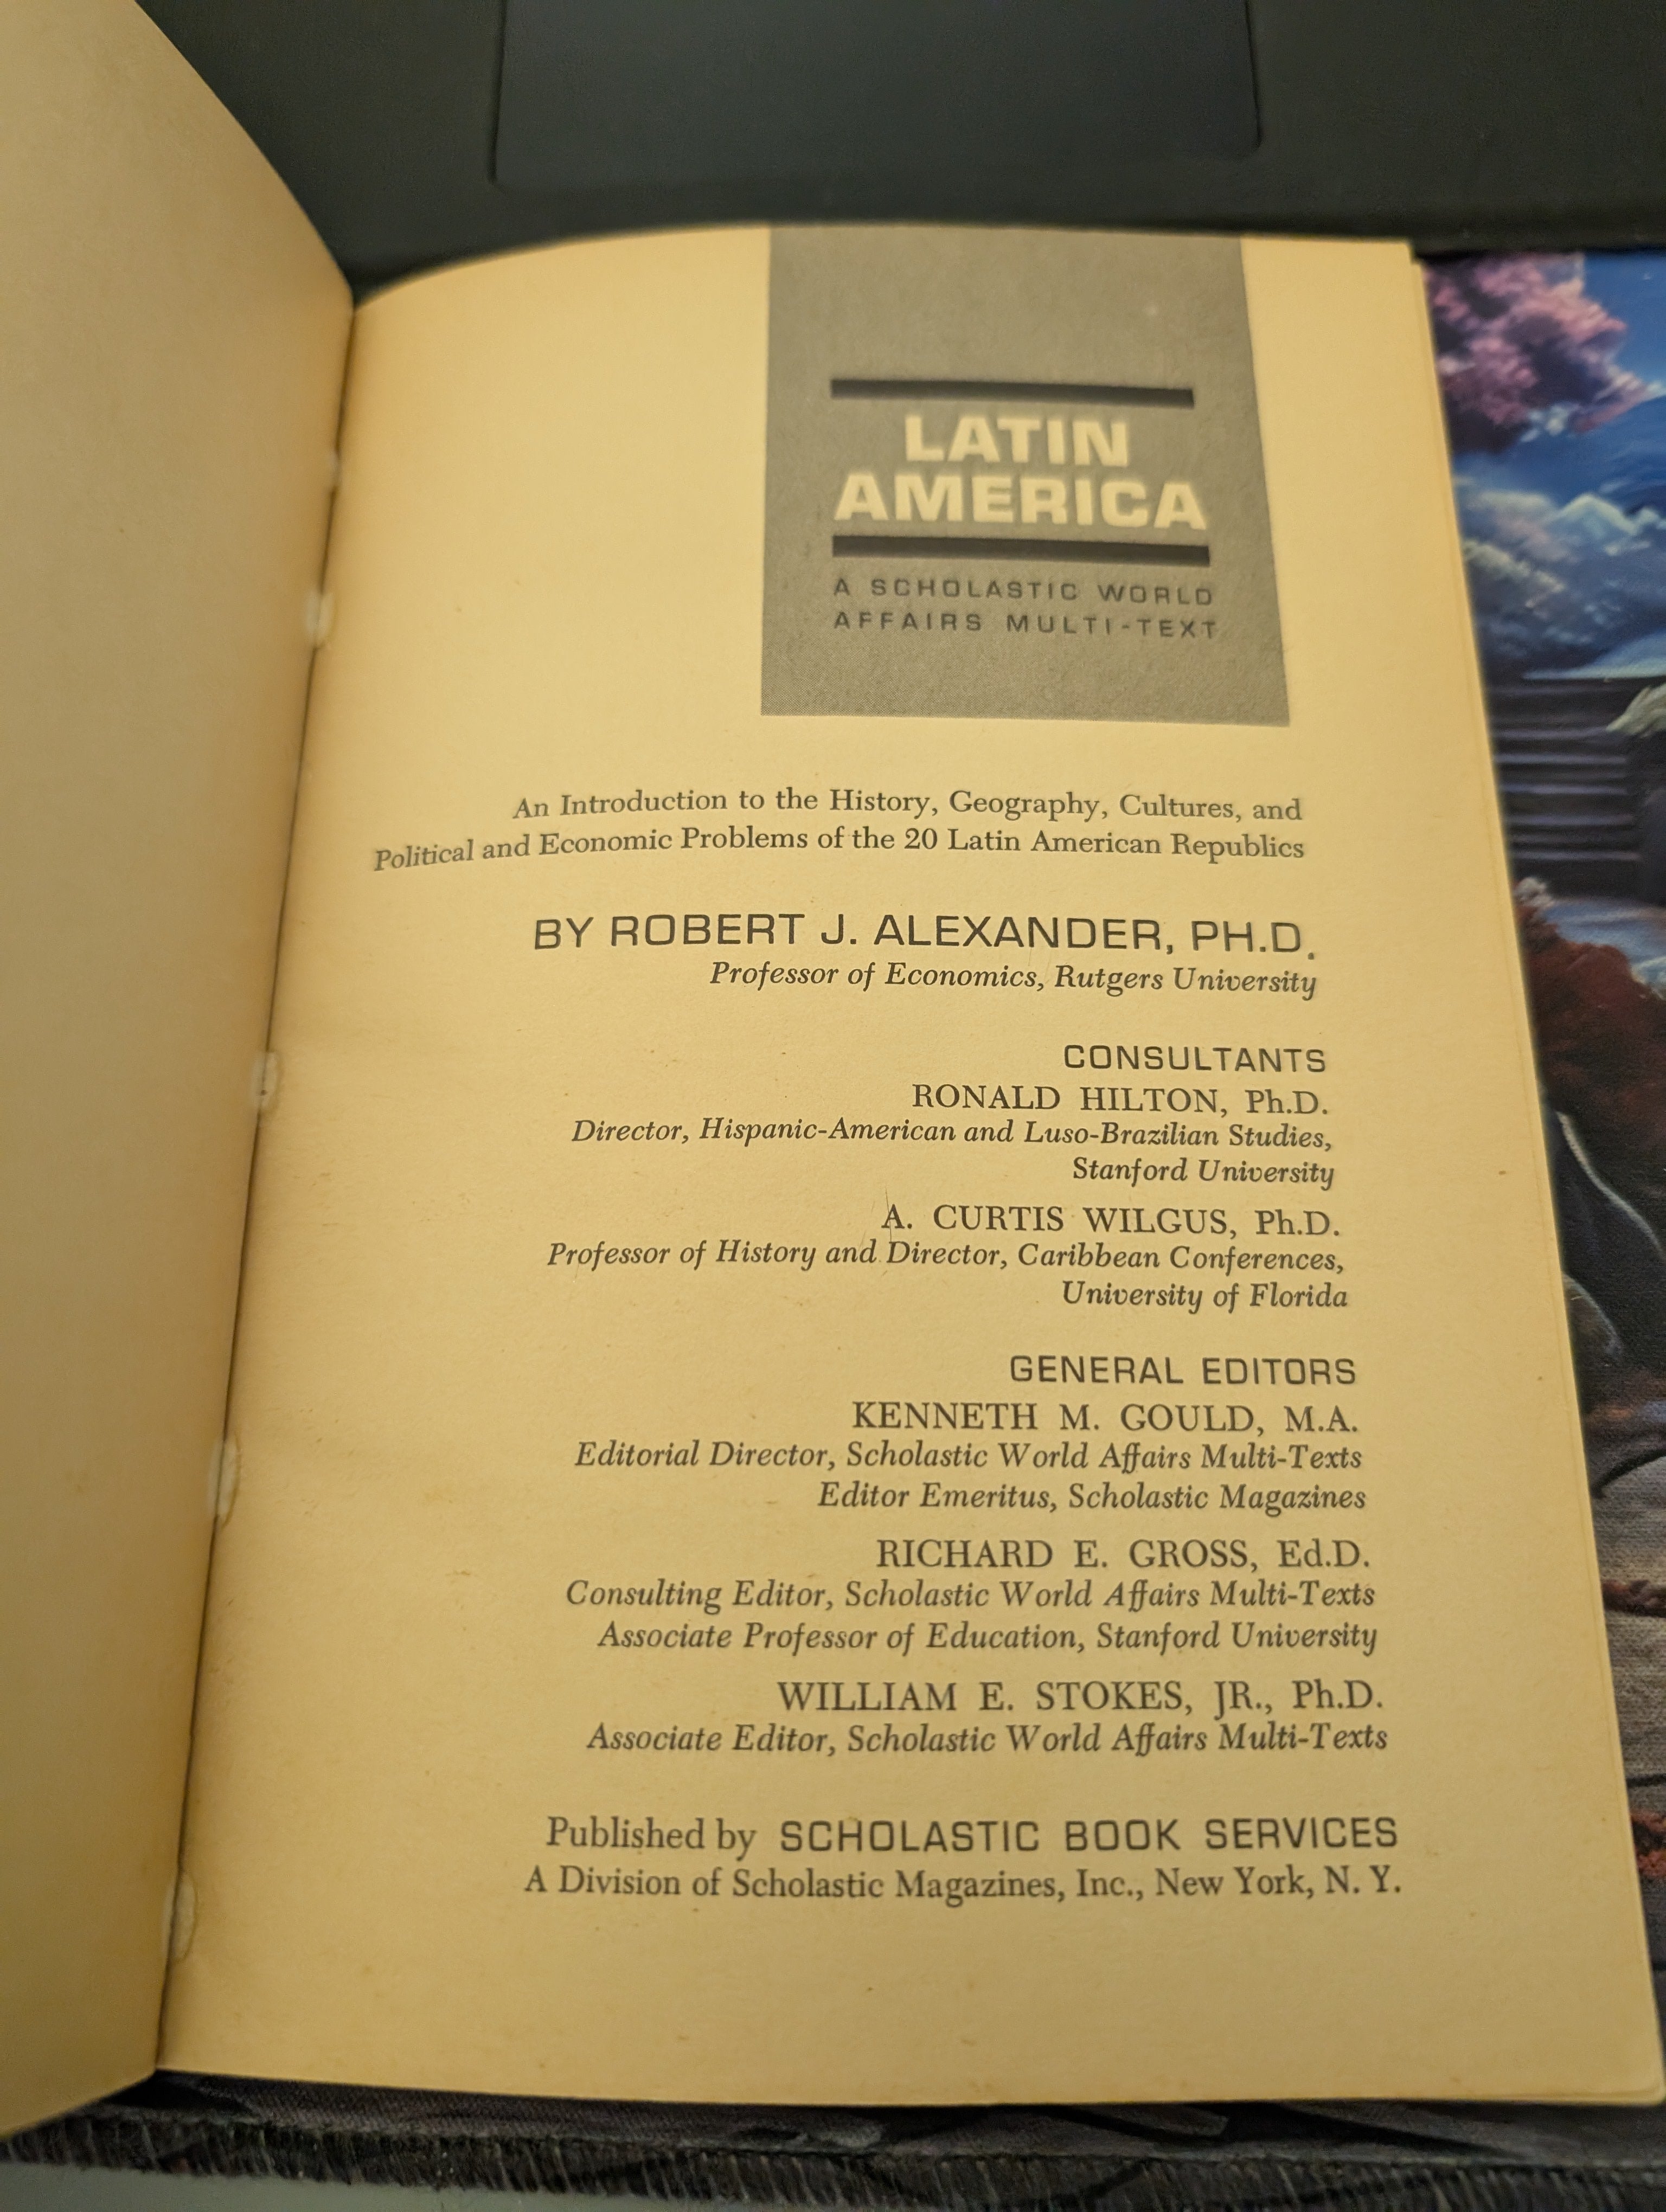 LATIN
AMERICA
A SCHOLASTIC WORLD
AFFAIRS MULTI-TEXT
An Introduction to the History, Geography, Cultures, and
Political and Economic Problems of the 20 Latin American Republics
BY ROBERT J. ALEXANDER, PH.D.
Professor of Economics, Rutgers University
CONSULTANTS
RONALD HILTON, Ph.D.
Director, Hispanic-American and Luso-Brazilian Studies,
Stanford University
A. CURTIS WILGUS, Ph.D.
Professor of History and Director, Caribbean Conferences,
University of Florida
GENERAL EDITORS
KENNETH M. GOULD, M.A.
Editorial Director, Scholastic World Affairs Multi-Texts
Editor Emeritus, Scholastic Magazines
RICHARD E. GROSS, Ed.D.
Consulting Editor, Scholastic World Affairs Multi-Texts
Associate Professor of Education, Stanford University
WILLIAM E. STOKES, JR., Ph.D.
Associate Editor, Scholastic World Affairs Multi-Texts
Published by SCHOLASTIC BOOK SERVICES
A Division of Scholastic Magazines, Inc., New York, N. Y.